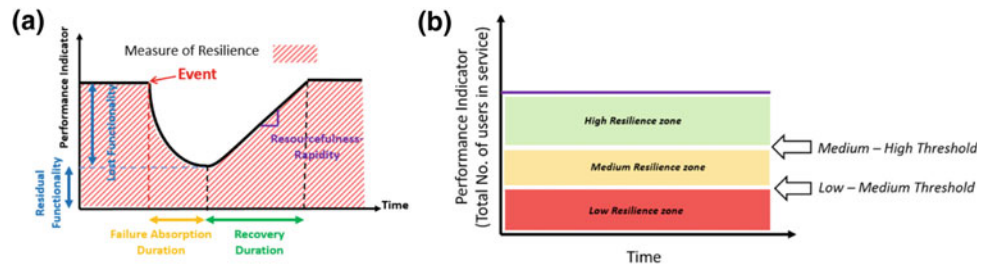 (a)
Measure of Resilience
Event
Performance Indicator
Lost Functionality
Residual
Functionality
Resourcefulness-
Rapidity
Time
Failure Absorption
Duration
Recovery
Duration
(b)
Performance Indicator
(Total No. of users in service)
High Resilience zone
Medium – High Threshold
Medium Resilience zone
Low – Medium Threshold
Low Resilience zone
Time